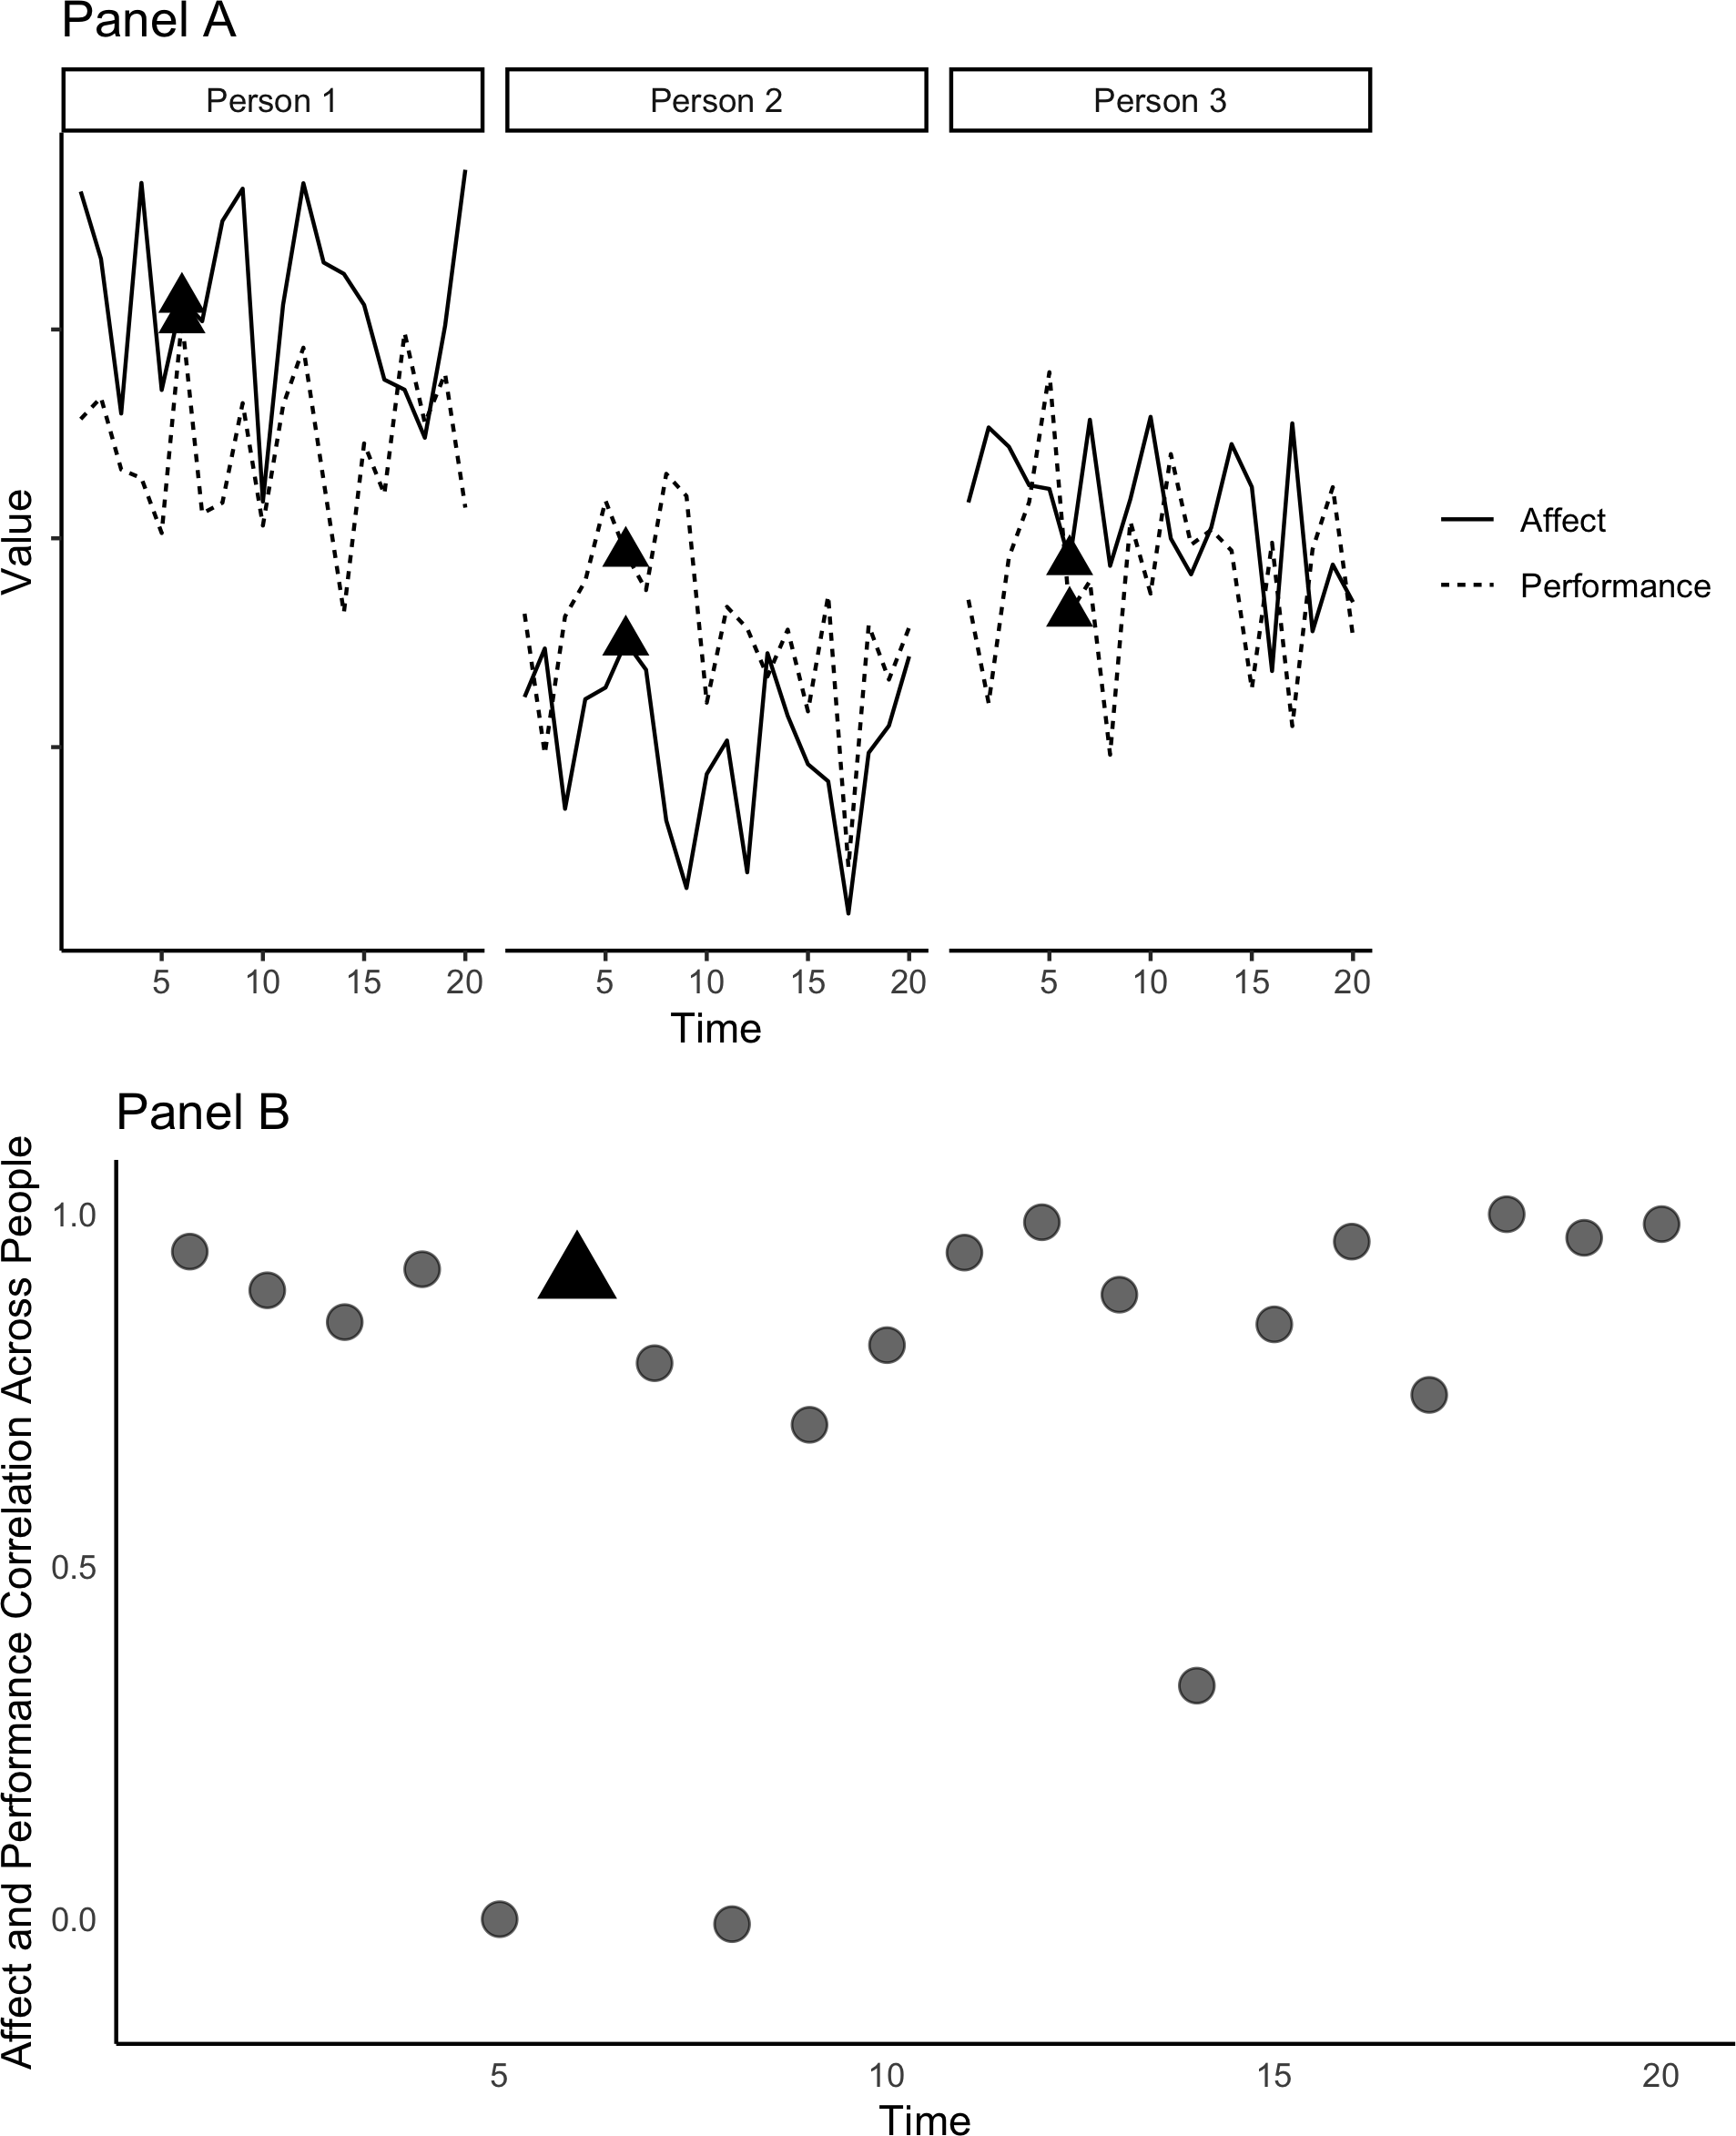 Panel A
Person 1
Person 2
Person 3
Value
Affect
Performance
5 10 15 20
5 10 15 20
5 10 15 20
Time
Panel B
Affect and Performance Correlation Across People
1.0
0.5
0.0
5 10 15 20
Time